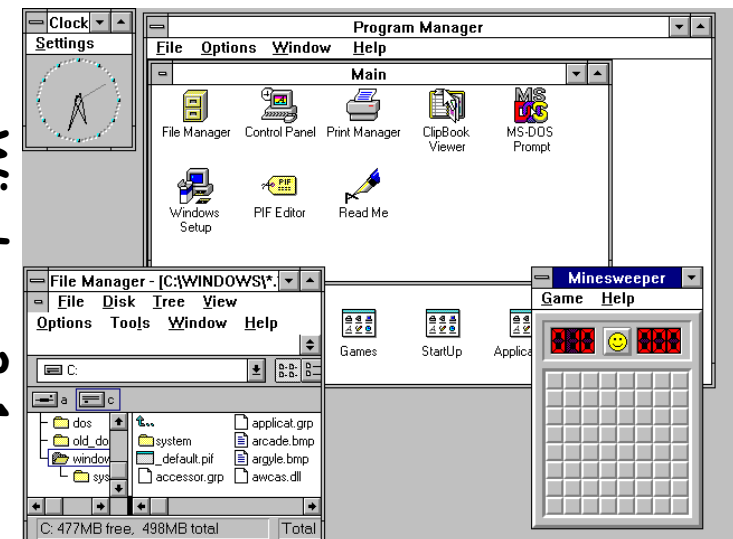 Clock
Settings
Program Manager
File Options Window Help
Main
File Manager
Control Panel
Print Manager
ClipBook
Viewer
MS-DOS
Prompt
Windows
Setup
PIF Editor
Read Me
File Manager - [C:\WINDOWS\*.
File Disk Tree View
Options Tools Window Help
C:
a c
dos
old_do
window
sys
system
_default.pif
accessor.grp
applicat.grp
arcade.bmp
argyle.bmp
awcas.dll
C: 477MB free, 498MB total
Total
Games
StartUp
Applica
Minesweeper
Game Help